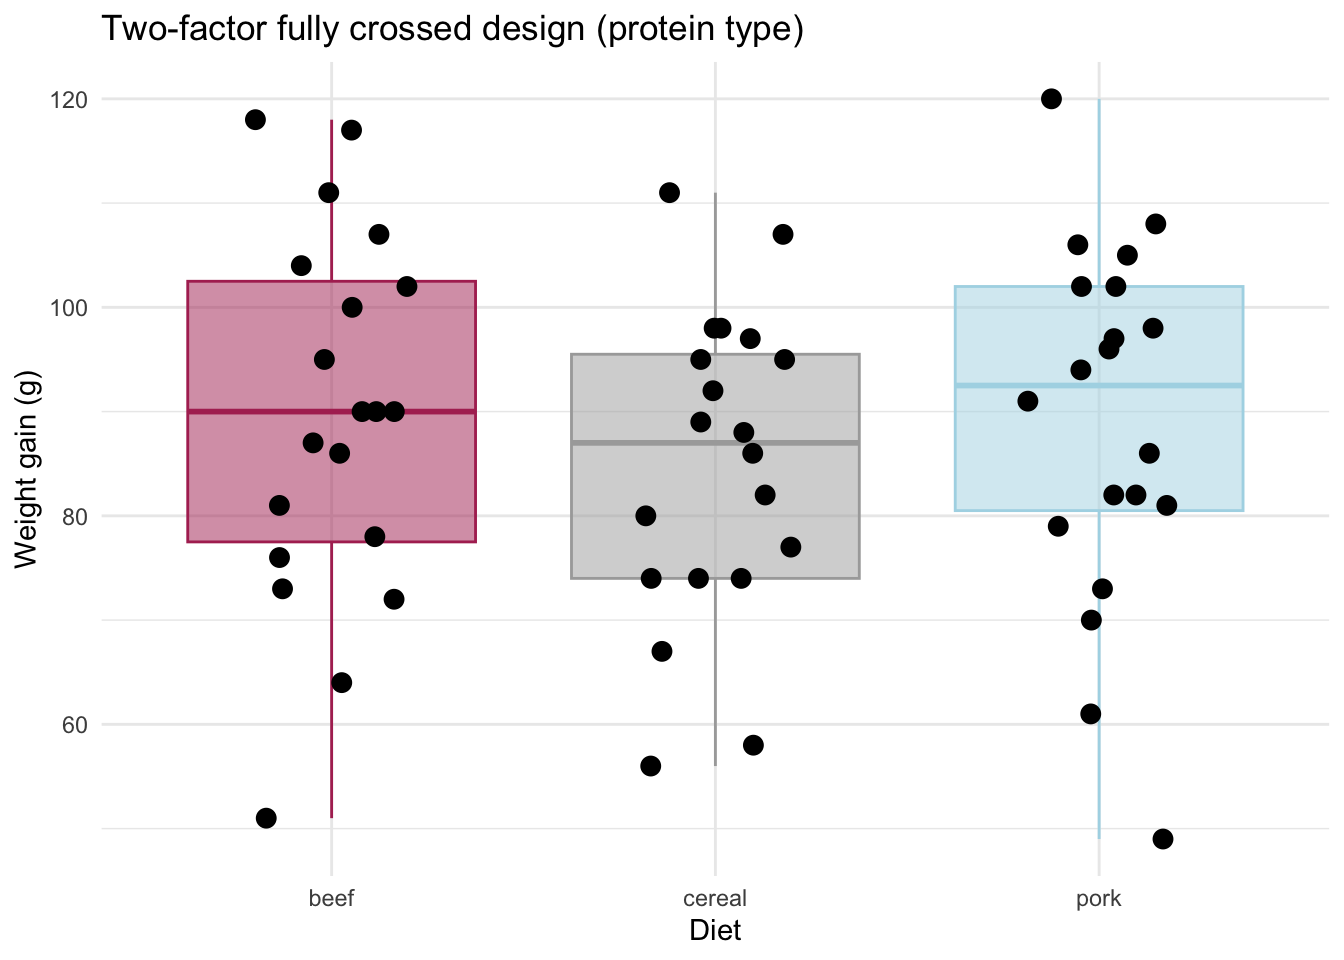 Two-factor fully crossed design (protein type)
120
100
80
60
Weight gain (g)
beef
cereal
pork
Diet